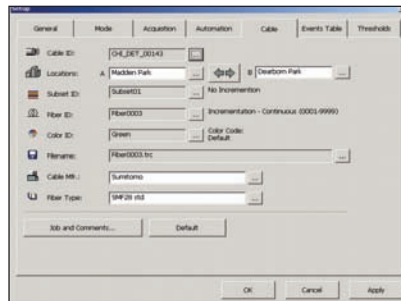 Settings
General Mode Acquisition Automation Cable Events Table Thresholds
Cable ID: CHI_DET_00143 ...
Locations: A Madden Park ... B Dearborn Park ...
Subset ID: Subset01 ... No Incremention
Fiber ID: Fiber0003 ... Incrementation - Continuous (0001-9999)
Color ID: Green ... Color Code:
Default
Filename: Fiber0003.trc ...
Cable Mfr.: Sumitomo ...
Fiber Type: SMF28 std ...
Job and Comments... Default
OK Cancel Apply